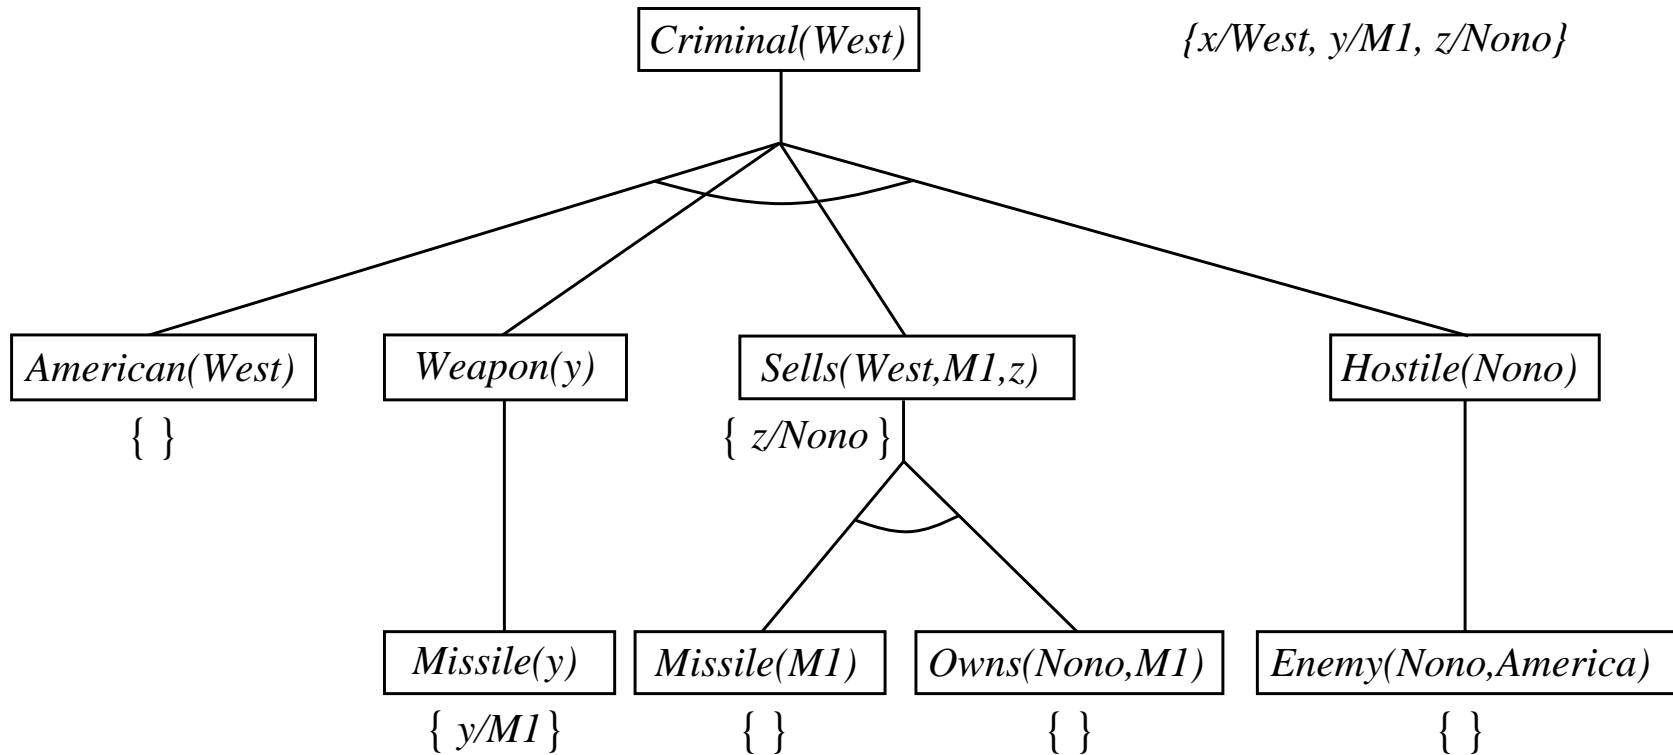 Criminal(West)
{x/West, y/M1, z/Nono}
American(West)
Weapon(y)
Sells(West,M1,z)
Hostile(Nono)
{ }
{ z/Nono }
Missile(y)
Missile(M1)
Owns(Nono,M1)
Enemy(Nono,America)
{ y/M1 }
{ }
{ }
{ }